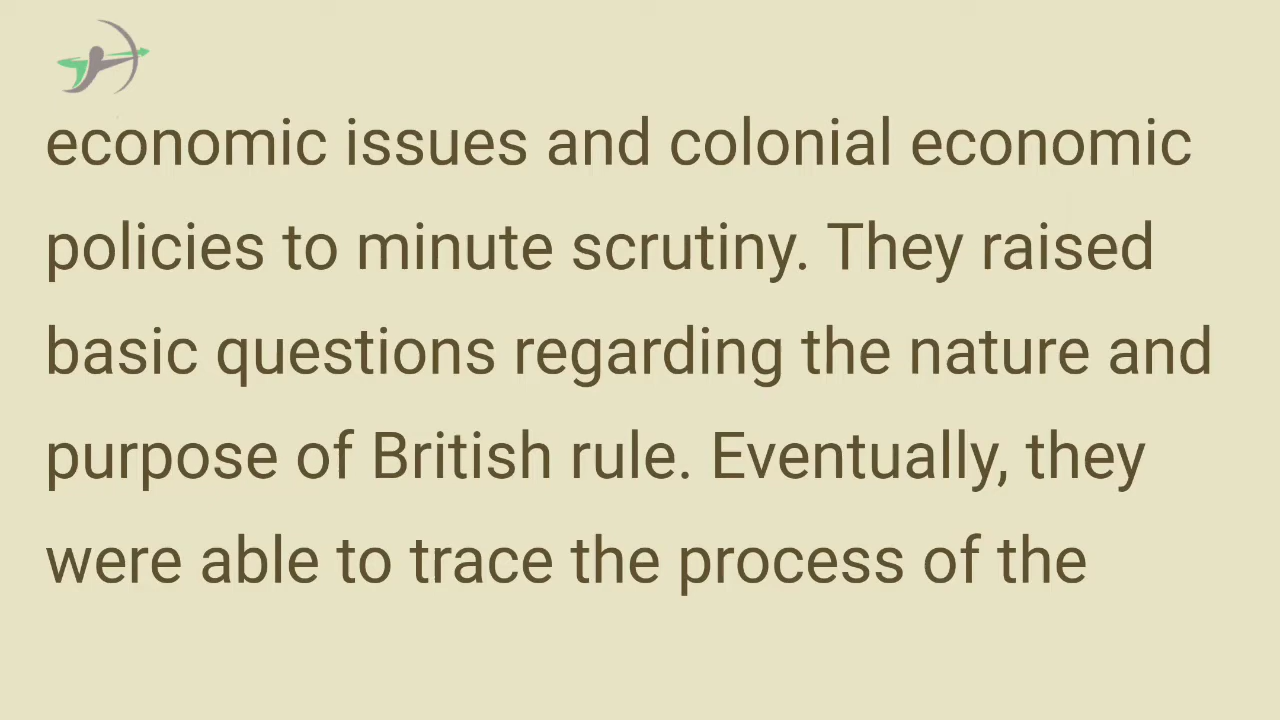 economic issues and colonial economic
policies to minute scrutiny. They raised
basic questions regarding the nature and
purpose of British rule. Eventually, they
were able to trace the process of the